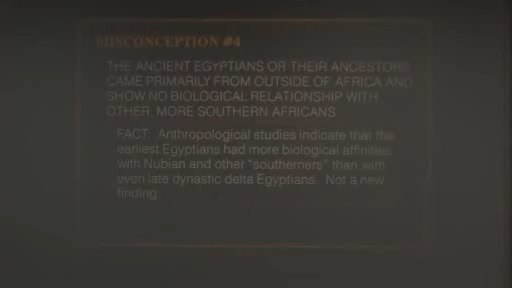 MISCONCEPTION #4
THE ANCIENT EGYPTIANS OR THEIR ANCESTORS
CAME PRIMARILY FROM OUTSIDE OF AFRICA AND
SHOW NO BIOLOGICAL RELATIONSHIP WITH
OTHER, MORE SOUTHERN AFRICANS
FACT: Anthropological studies indicate that the
earliest Egyptians had more biological affinities
with Nubian and other "southerners" than with
even late dynastic delta Egyptians. Not a new
finding.